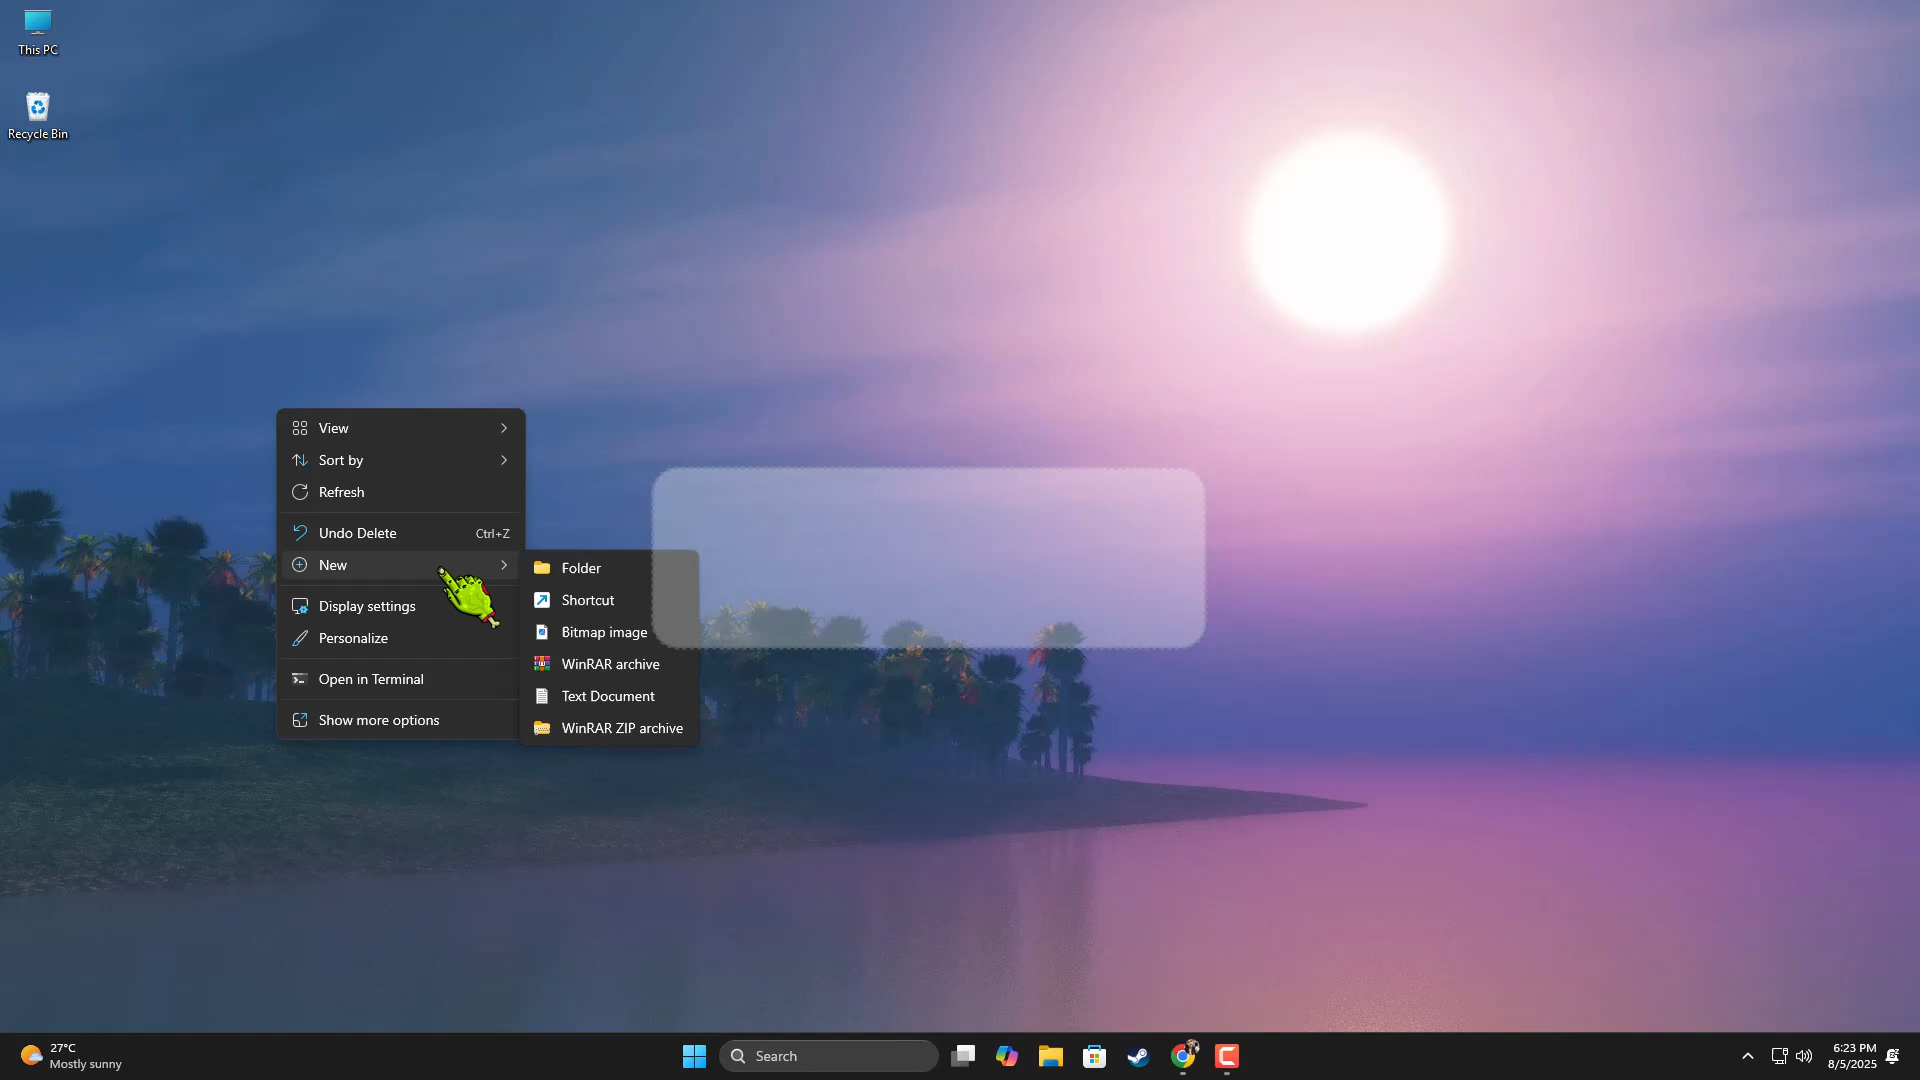 This PC
Recycle Bin
View
Sort by
Refresh
Undo Delete Ctrl+Z
New
Display settings
Personalize
Open in Terminal
Show more options
Folder
Shortcut
Bitmap image
WinRAR archive
Text Document
WinRAR ZIP archive
27°C
Mostly sunny
Search
6:23 PM
8/5/2025